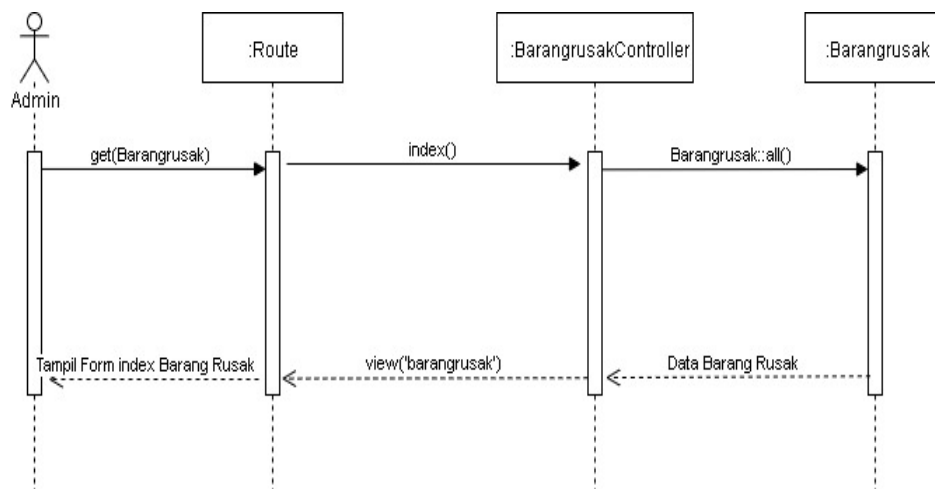 :Route
:BarangrusakController
:Barangrusak
Admin
get(Barangrusak)
index()
Barangrusak::all()
Tampil Form index Barang Rusak
view('barangrusak')
Data Barang Rusak